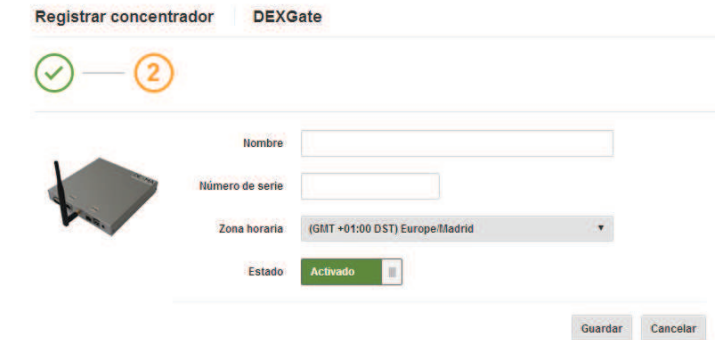 Registrar concentrador DEXGate
2
Nombre
Número de serie
Zona horaria (GMT +01:00 DST) Europe/Madrid
Estado Activado
Guardar Cancelar